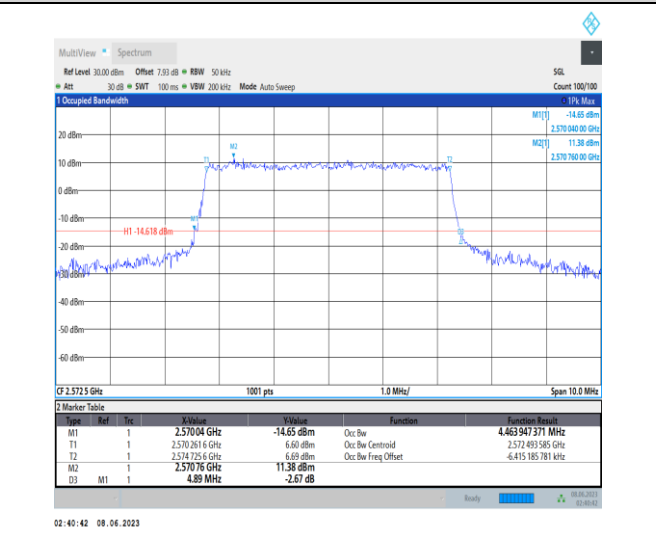 MultiView Spectrum
Ref Level 30.00 dBm Offset 7.93 dB RBW 50 kHz SGL
Att 30 dB SWT 100 ms VBW 200 kHz Mode Auto Sweep Count 100/100
1 Occupied Bandwidth 1Pk Max
M1[1] -14.65 dBm
2.570 040 00 GHz
M2[1] 11.38 dBm
2.570 760 00 GHz
20 dBm
M2
T1 T2
10 dBm
0 dBm
-10 dBm
M1
H1 -14.618 dBm
D3
-20 dBm
-30 dBm
-40 dBm
-50 dBm
-60 dBm
CF 2.572 5 GHz 1001 pts 1.0 MHz/ Span 10.0 MHz
2 Marker Table
Type Ref Trc X-Value Y-Value Function Function Result
M1 1 2.57004 GHz -14.65 dBm Occ Bw 4.463 947 371 MHz
T1 1 2.570 261 6 GHz 6.60 dBm Occ Bw Centroid 2.572 493 585 GHz
T2 1 2.574 725 6 GHz 6.69 dBm Occ Bw Freq Offset -6.415 185 781 kHz
M2 1 2.57076 GHz 11.38 dBm
D3 M1 1 4.89 MHz -2.67 dB
Ready 08.06.2023
02:40:42
02:40:42 08.06.2023